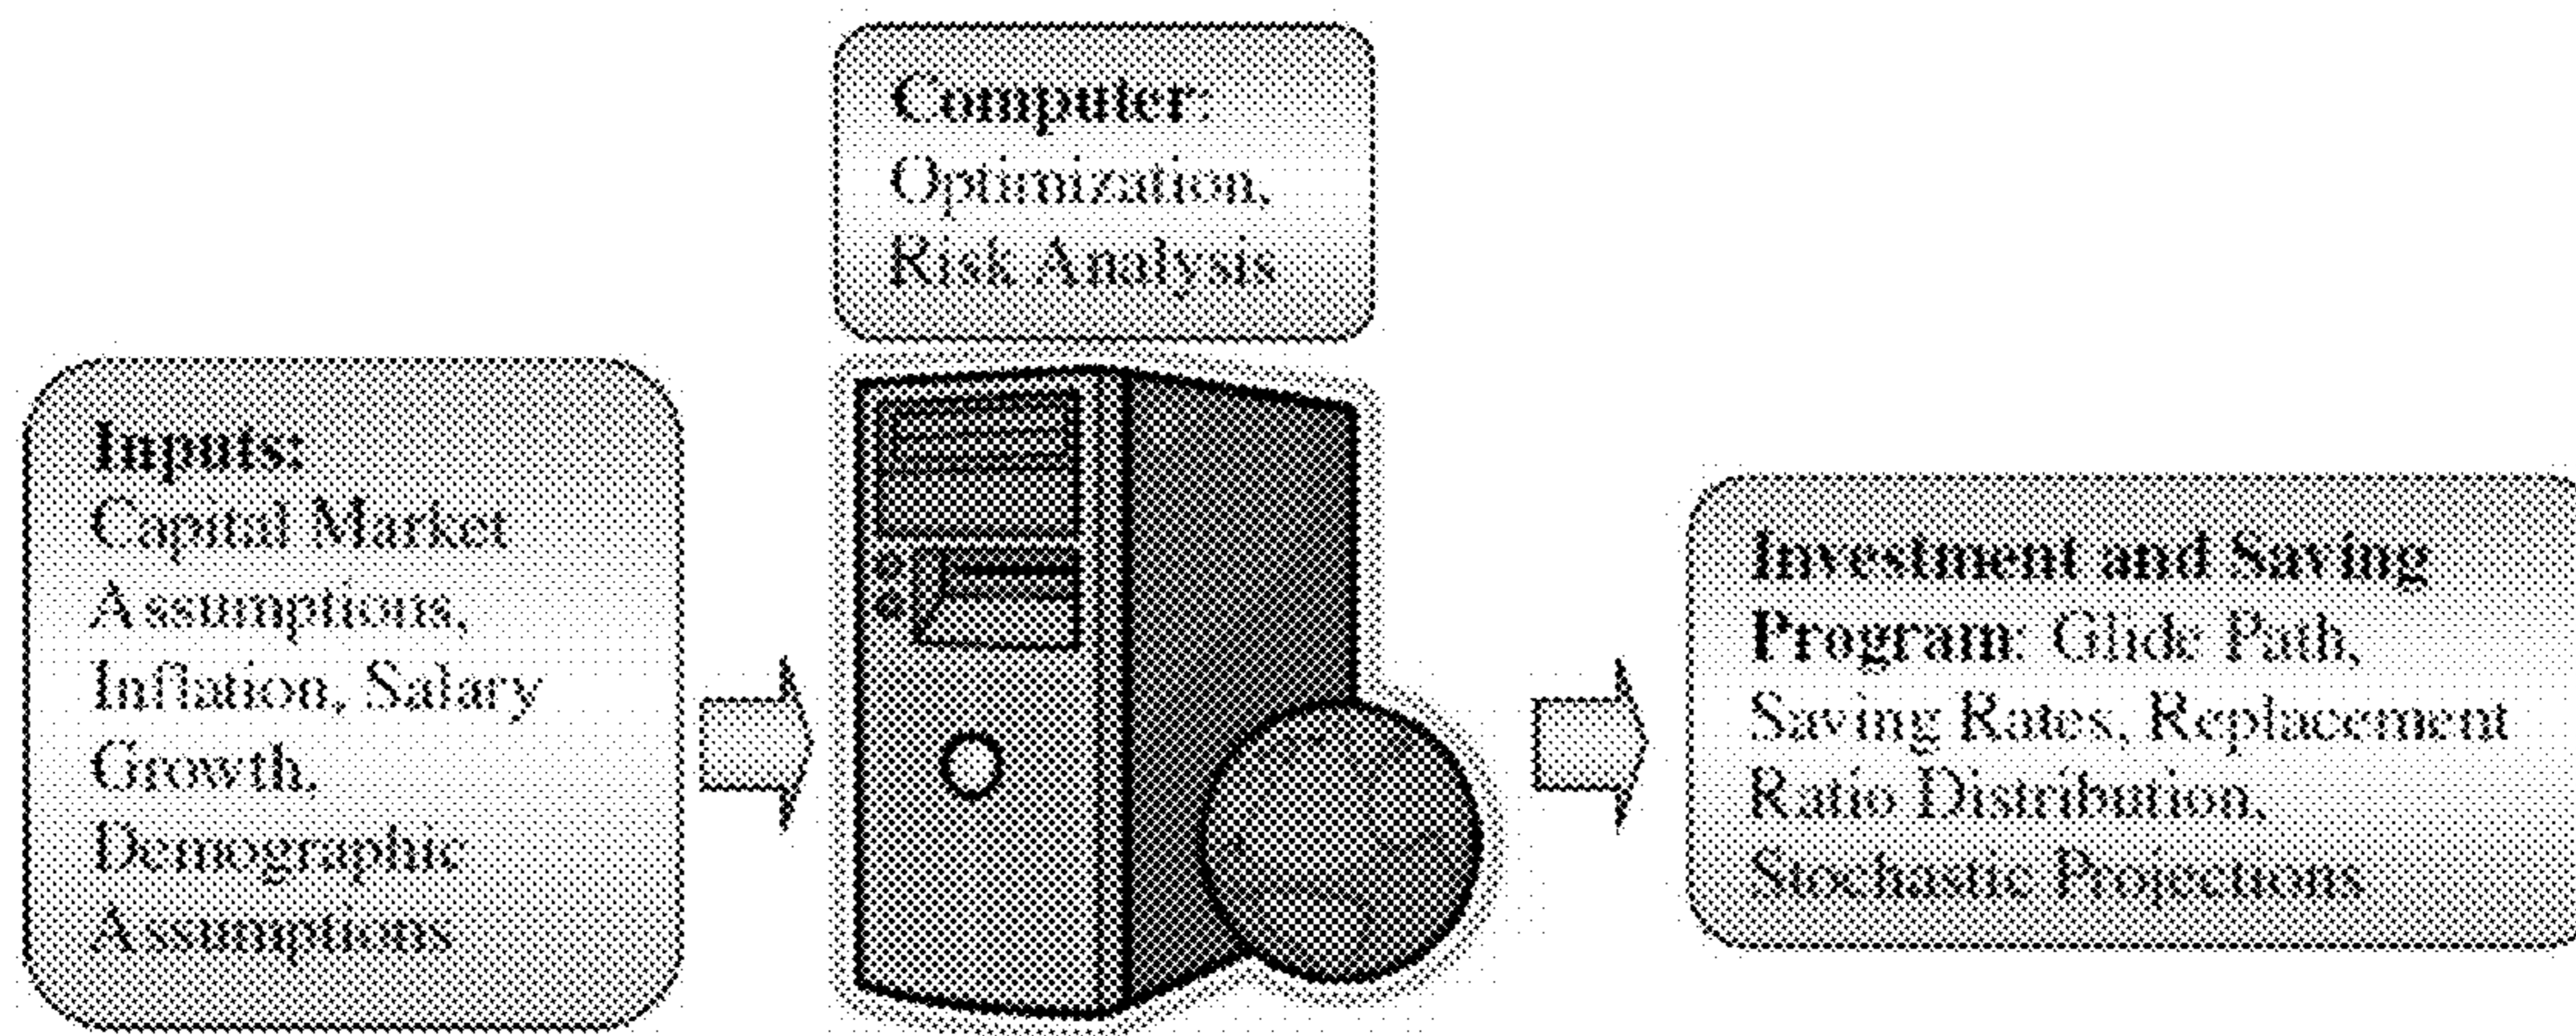 Computer:
Optimization,
Risk Analysis
Inputs:
Capital Market
Assumptions,
Inflation, Salary
Growth,
Demographic
Assumptions
Investment and Saving
Program: Glide Path,
Saving Rates, Replacement
Ratio Distribution,
Stochastic Projections